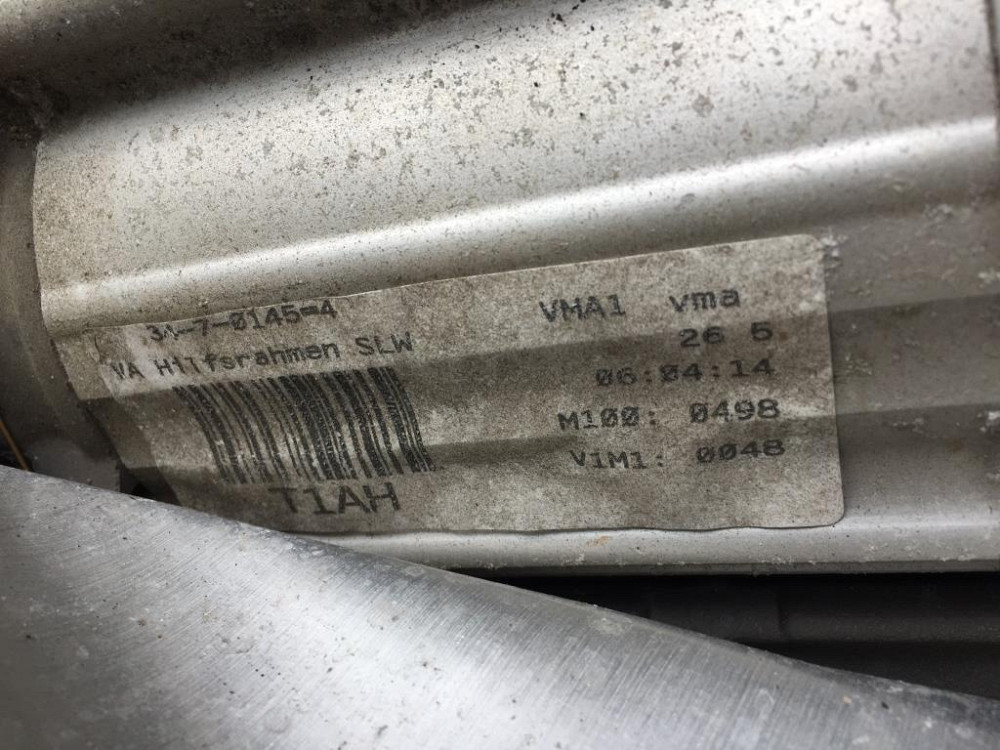 34-7-0145-4
VA Hilfsrahmen SLW
T1AH
VMA1 vma
26 5
06:04:14
M100: 0498
V1M1: 0048